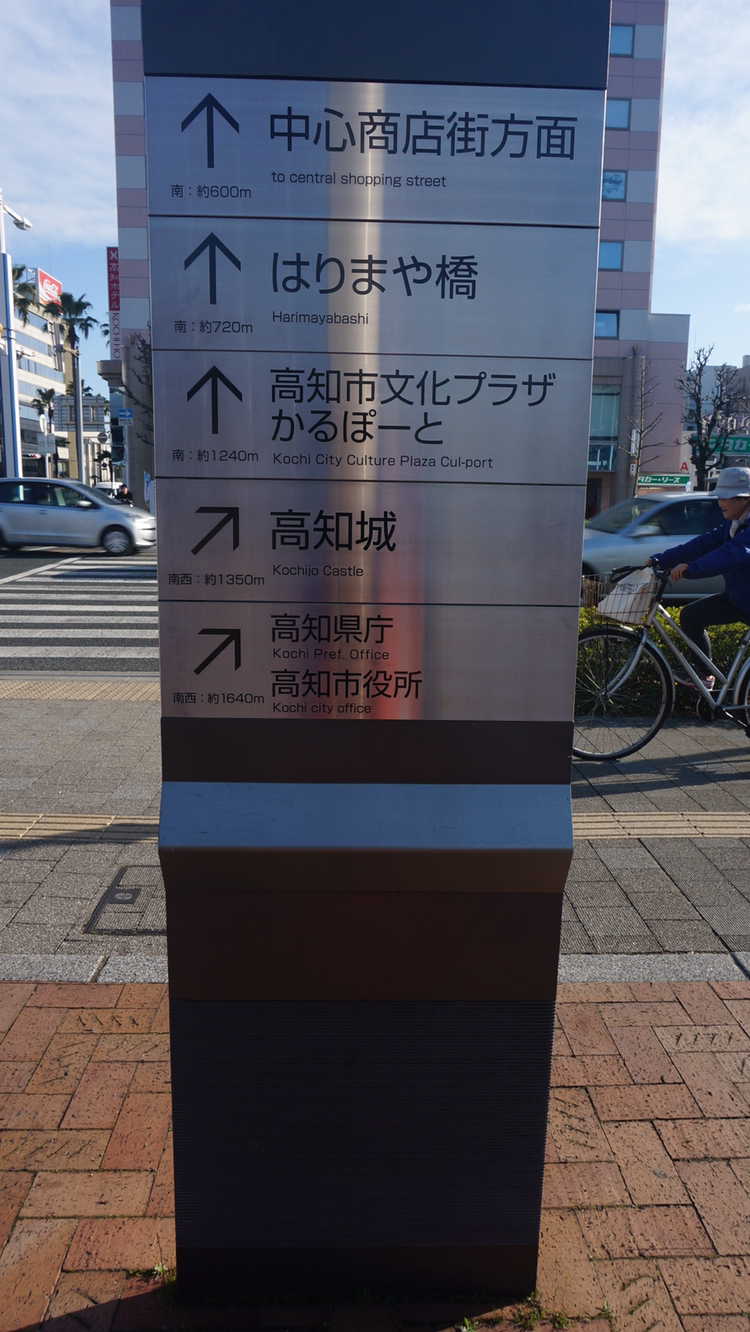 中心商店街方面
南：約600m
to central shopping street
はりまや橋
南：約720m
Harimayabashi
高知市文化プラザ
かるぽーと
南：約1240m
Kochi City Culture Plaza Cul-port
高知城
南西：約1350m
Kochijo Castle
高知県庁
Kochi Pref. Office
高知市役所
南西：約1640m
Kochi city office
Coca-Cola
A